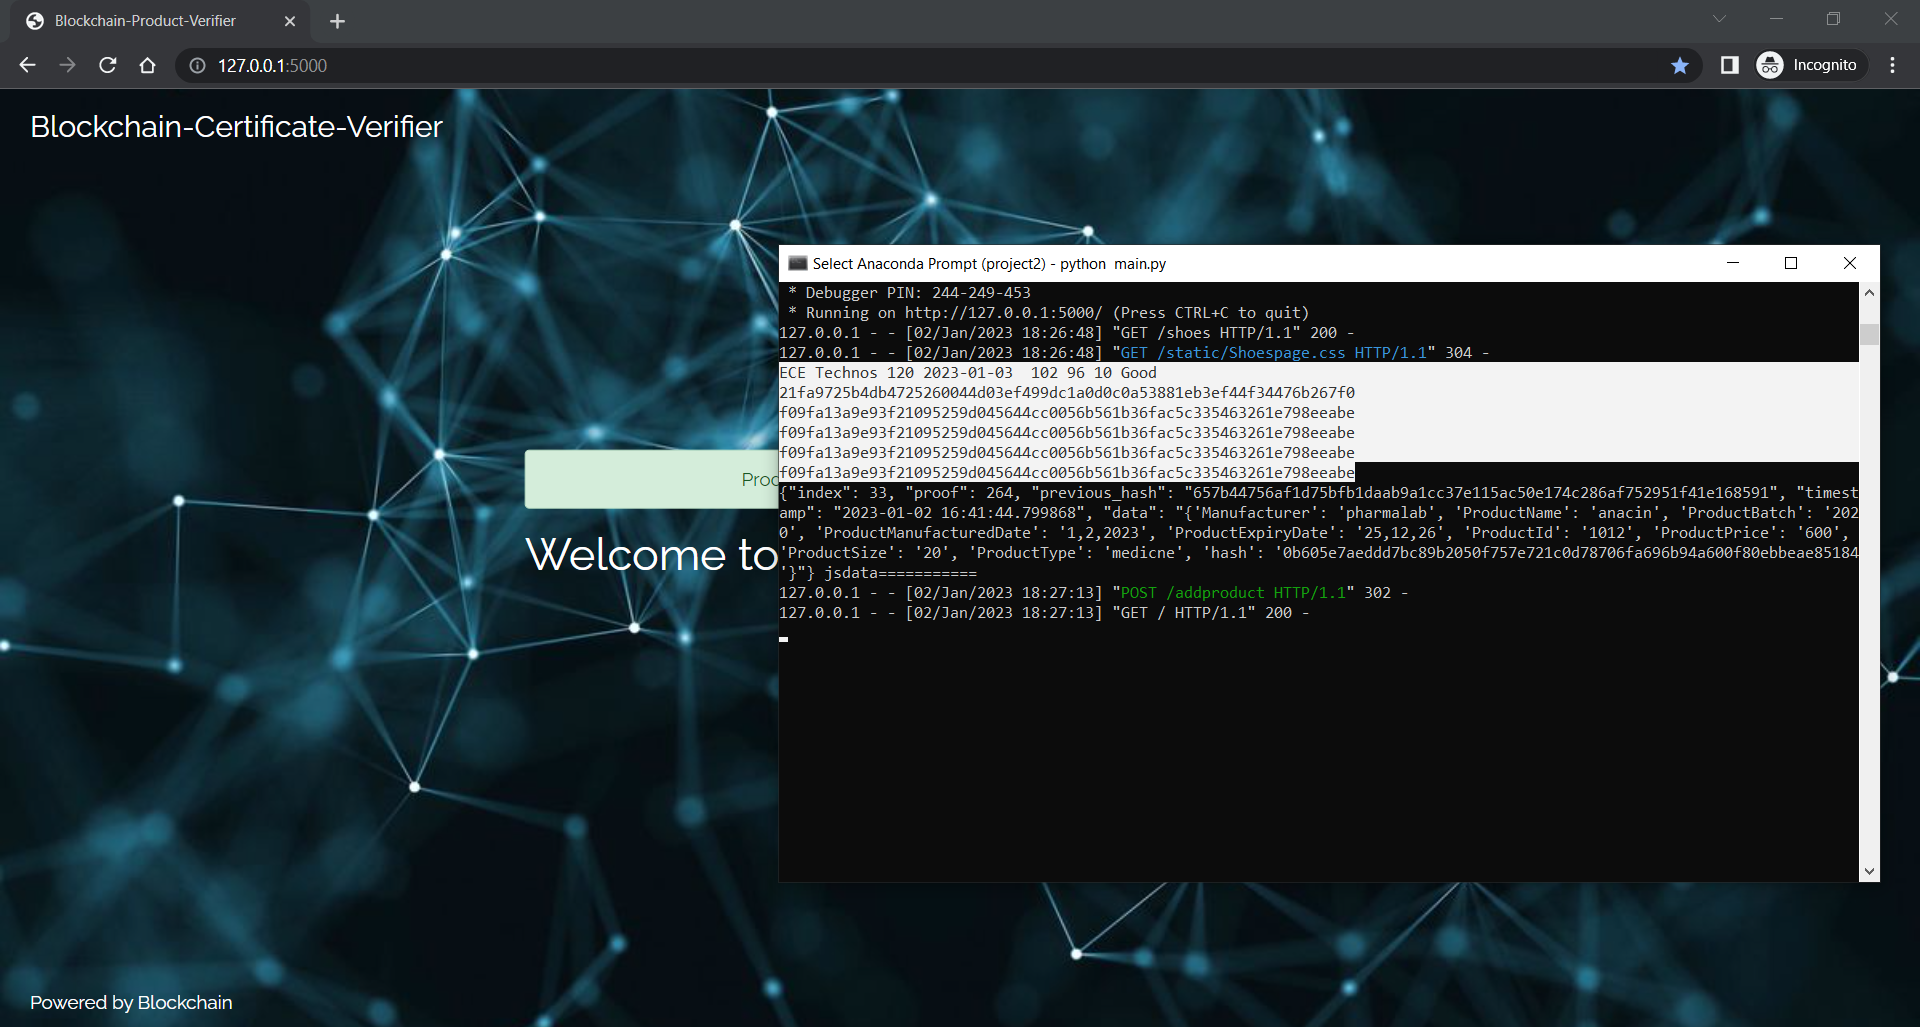 Blockchain-Product-Verifier
127.0.0.1:5000
Incognito
Blockchain-Certificate-Verifier
Select Anaconda Prompt (project2) - python  main.py
* Debugger PIN: 244-249-453
* Running on http://127.0.0.1:5000/ (Press CTRL+C to quit)
127.0.0.1 - - [02/Jan/2023 18:26:48] "GET /shoes HTTP/1.1" 200 -
127.0.0.1 - - [02/Jan/2023 18:26:48] "GET /static/Shoespage.css HTTP/1.1" 304 -
ECE Technos 120 2023-01-03  102 96 10 Good
21fa9725b4db4725260044d03ef499dc1a0d0c0a53881eb3ef44f34476b267f0
f09fa13a9e93f21095259d045644cc0056b561b36fac5c335463261e798eeabe
f09fa13a9e93f21095259d045644cc0056b561b36fac5c335463261e798eeabe
f09fa13a9e93f21095259d045644cc0056b561b36fac5c335463261e798eeabe
f09fa13a9e93f21095259d045644cc0056b561b36fac5c335463261e798eeabe
{"index": 33, "proof": 264, "previous_hash": "657b44756af1d75bfb1daab9a1cc37e115ac50e174c286af752951f41e168591", "timest
amp": "2023-01-02 16:41:44.799868", "data": "{'Manufacturer': 'pharmalab', 'ProductName': 'anacin', 'ProductBatch': '202
0', 'ProductManufacturedDate': '1,2,2023', 'ProductExpiryDate': '25,12,26', 'ProductId': '1012', 'ProductPrice': '600',
'ProductSize': '20', 'ProductType': 'medicne', 'hash': '0b605e7aeddd7bc89b2050f757e721c0d78706fa696b94a600f80ebbeae85184
'}"} jsdata===========
127.0.0.1 - - [02/Jan/2023 18:27:13] "POST /addproduct HTTP/1.1" 302 -
127.0.0.1 - - [02/Jan/2023 18:27:13] "GET / HTTP/1.1" 200 -
Welcome to
Powered by Blockchain